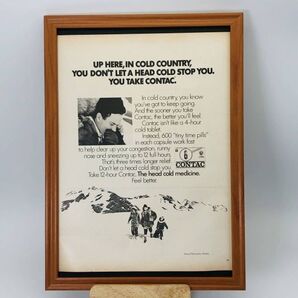 UP HERE, IN COLD COUNTRY,
YOU DON'T LET A HEAD COLD STOP YOU.
YOU TAKE CONTAC.
In cold country, you know
you've got to keep going.
And the sooner you take
Contac, the better you'll feel.
Contac isn't like a 4-hour
cold tablet.
Instead, 600 "tiny time pills"
in each capsule work fast
to help clear up your congestion, runny
nose and sneezing up to 12 full hours.
That's three times longer relief.
Don't let a head cold stop you.
Take 12-hour Contac. The head cold medicine.
Feel better.
6
CONTAC